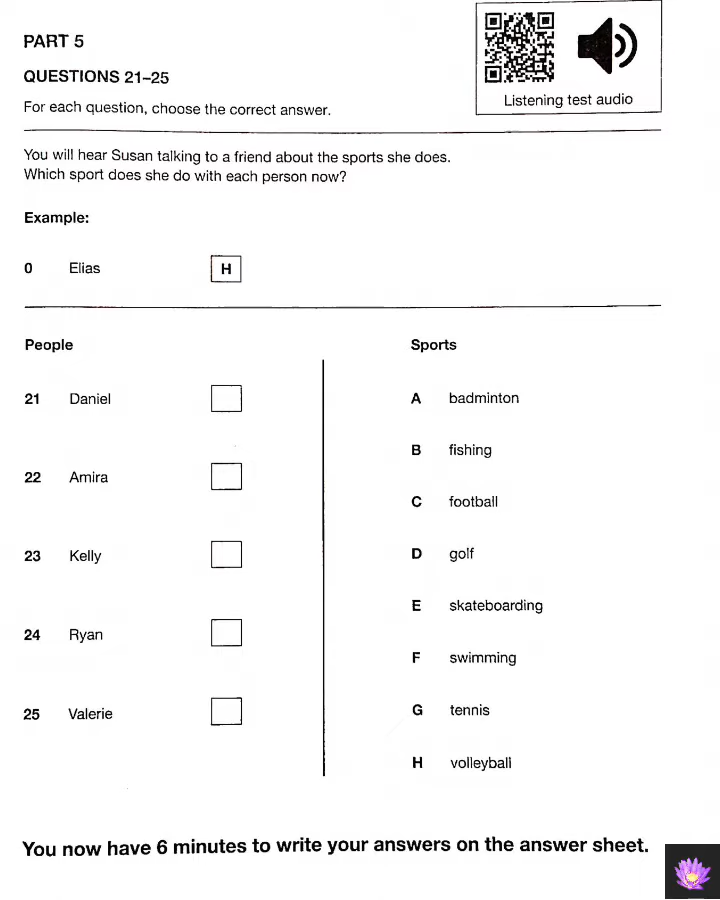 PART 5
QUESTIONS 21–25
For each question, choose the correct answer.
Listening test audio
You will hear Susan talking to a friend about the sports she does.
Which sport does she do with each person now?
Example:
0 Elias H
People
21 Daniel
22 Amira
23 Kelly
24 Ryan
25 Valerie
Sports
A badminton
B fishing
C football
D golf
E skateboarding
F swimming
G tennis
H volleyball
You now have 6 minutes to write your answers on the answer sheet.